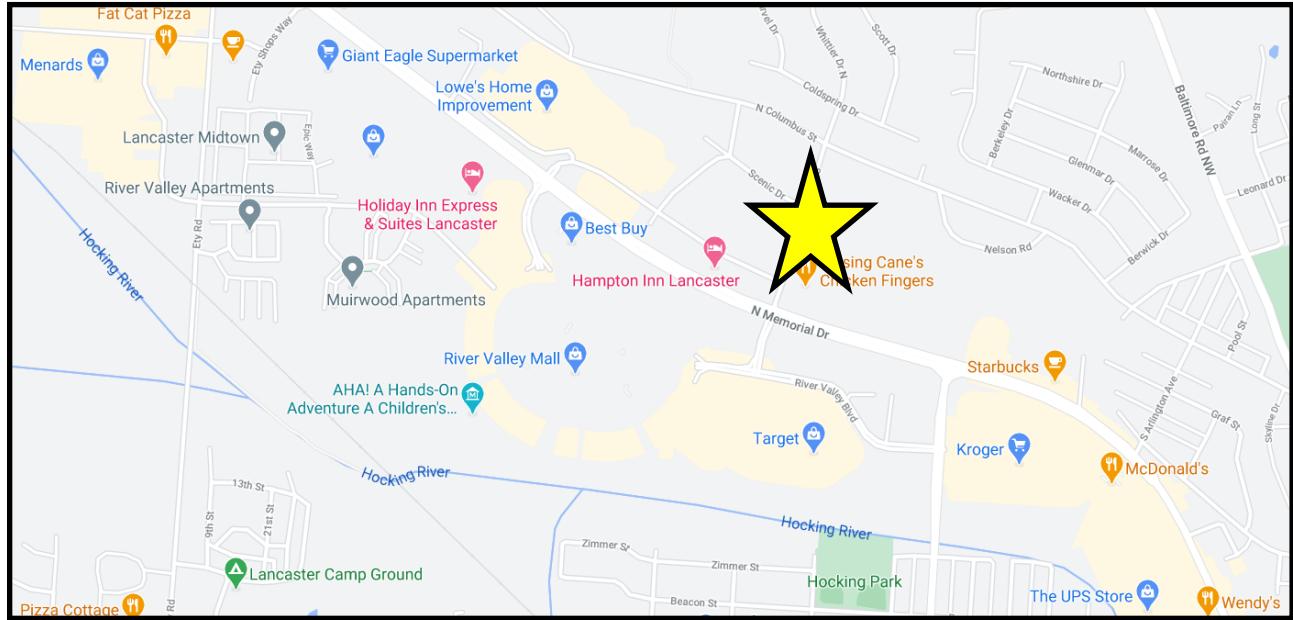 Fat Cat Pizza
Menards
Ety Shops Way
Giant Eagle Supermarket
Lowe's Home
Improvement
Whittier Dr N
Scott Dr
Coldspring Dr
N Columbus St
Northshire Dr
Berkeley Dr
Baltimore Rd NW
Pairan Ln
Long St
Lancaster Midtown
Epic Way
Glenmar Dr
Marrose Dr
Leonard Dr
River Valley Apartments
Scenic Dr
Wacker Dr
Holiday Inn Express
& Suites Lancaster
Best Buy
Ety Rd
Nelson Rd
Berwick Dr
Hocking River
Hampton Inn Lancaster
Cane's
Chicken Fingers
Muirwood Apartments
N Memorial Dr
Pool St
River Valley Mall
Starbucks
AHA! A Hands-On
Adventure A Children's...
River Valley Blvd
S Arlington Ave
Graf St
Skyline Dr
Target
Kroger
McDonald's
Hocking River
13th St
9th St
21st St
Hocking River
Zimmer St
Zimmer St
Lancaster Camp Ground
Hocking Park
Beacon St
The UPS Store
Wendy's
Pizza Cottage
Rd